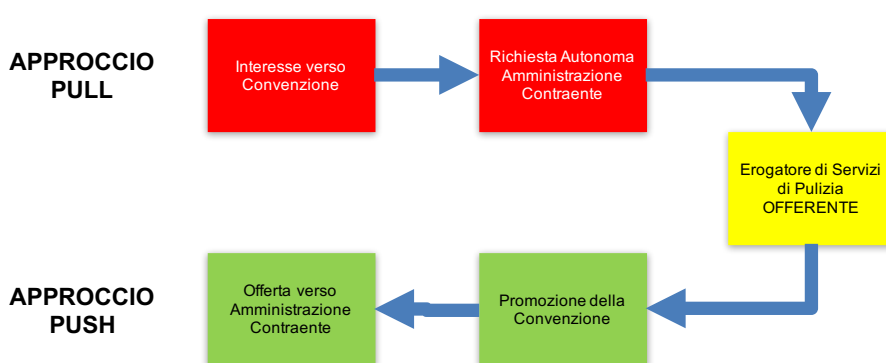 APPROCCIO
PULL
Interesse verso
Convenzione
Richiesta Autonoma
Amministrazione
Contraente
Erogatore di Servizi
di Pulizia
OFFERENTE
APPROCCIO
PUSH
Offerta verso
Amministrazione
Contraente
Promozione della
Convenzione